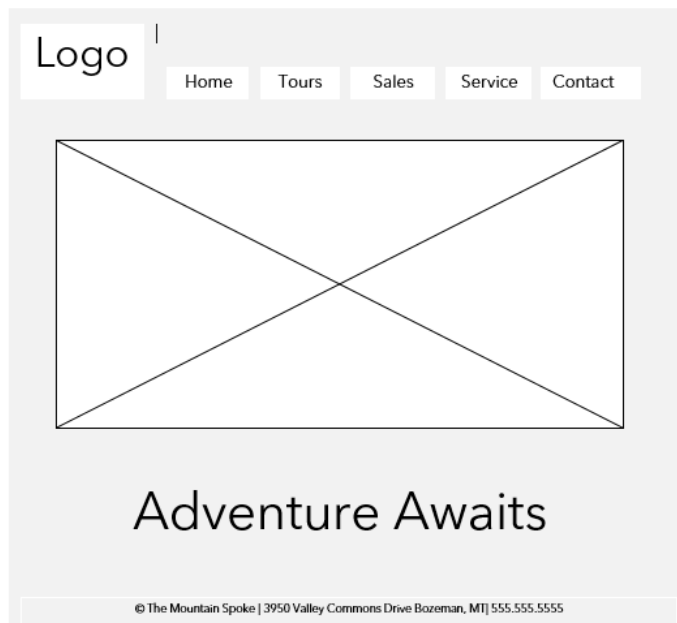 Logo
Home Tours Sales Service Contact
Adventure Awaits
© The Mountain Spoke | 3950 Valley Commons Drive Bozeman, MT| 555.555.5555